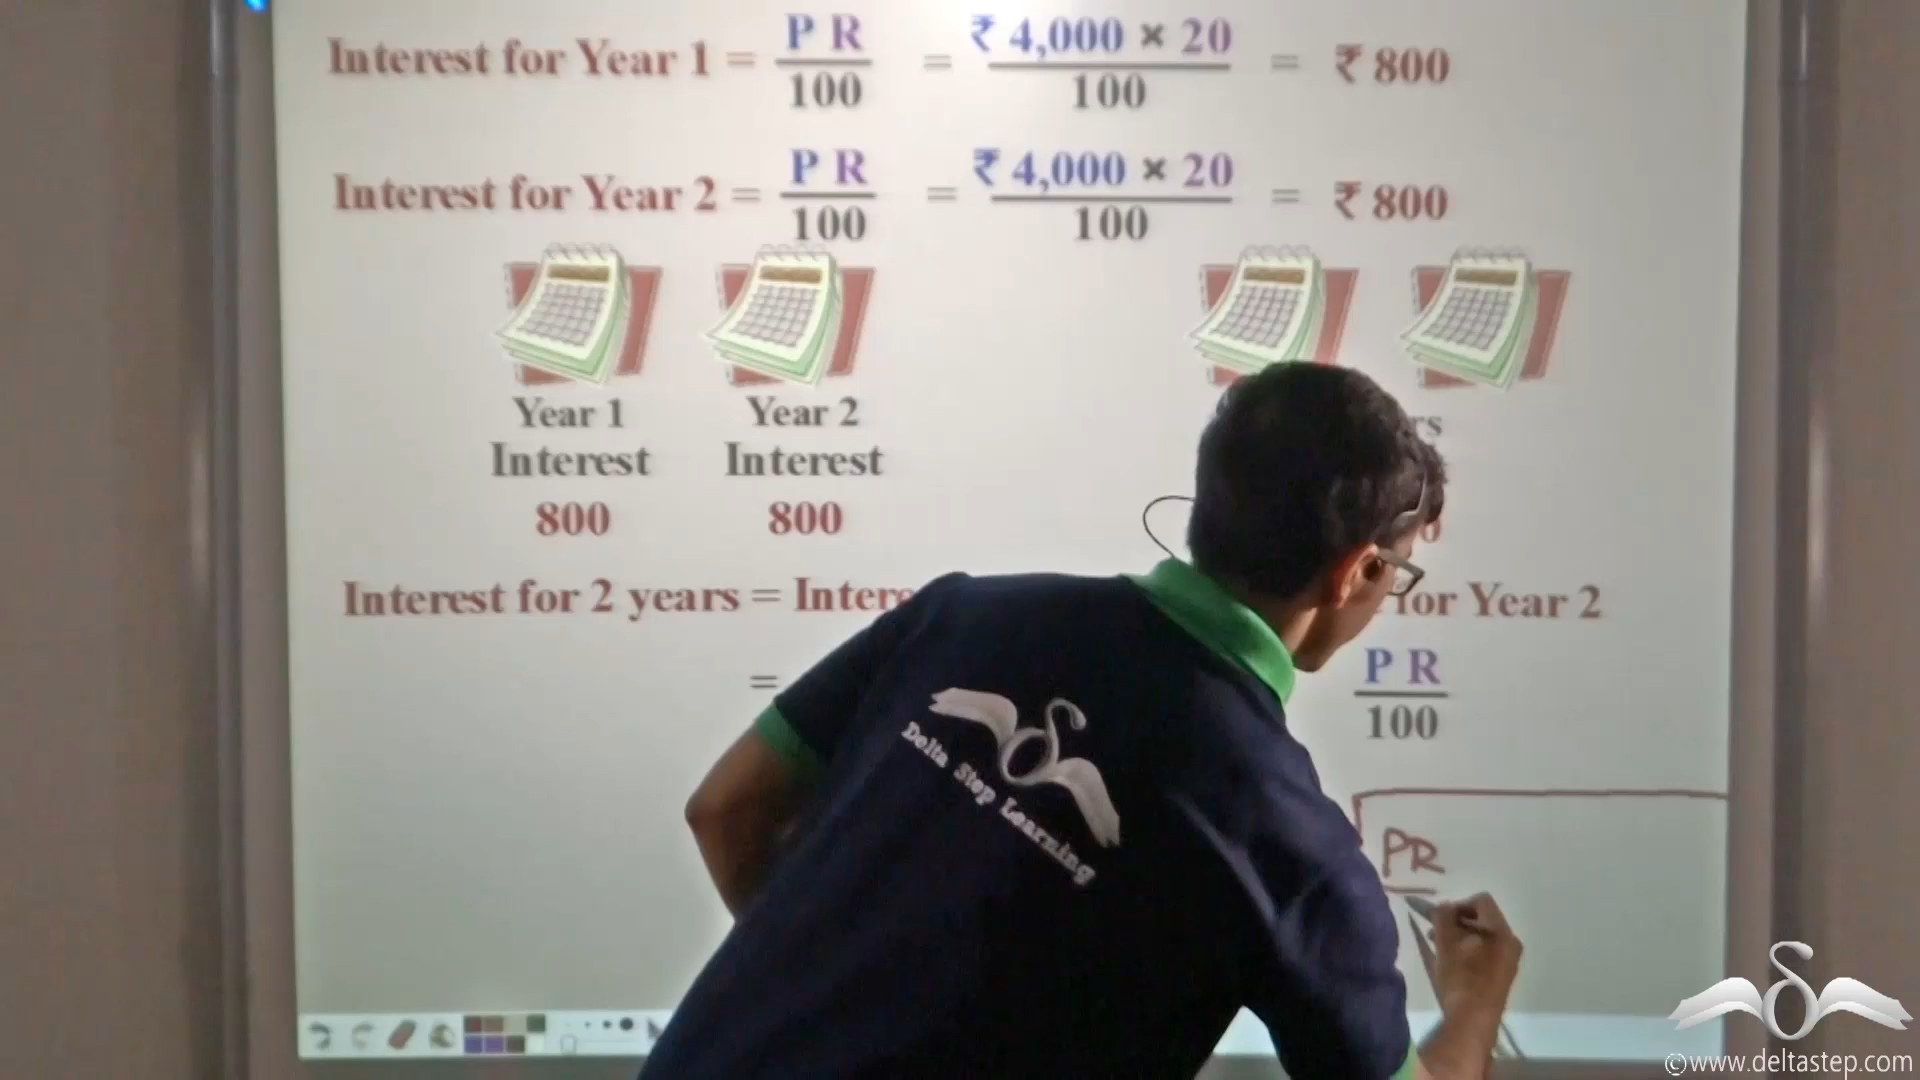 Interest for Year 1 = P R / 100 = ₹ 4,000 × 20 / 100 = ₹ 800
Interest for Year 2 = P R / 100 = ₹ 4,000 × 20 / 100 = ₹ 800
Year 1 Year 2
Interest Interest
800 800
Interest for 2 years = for Year 2
= P R / 100
PR
Delta Step Learning
©www.deltastep.com